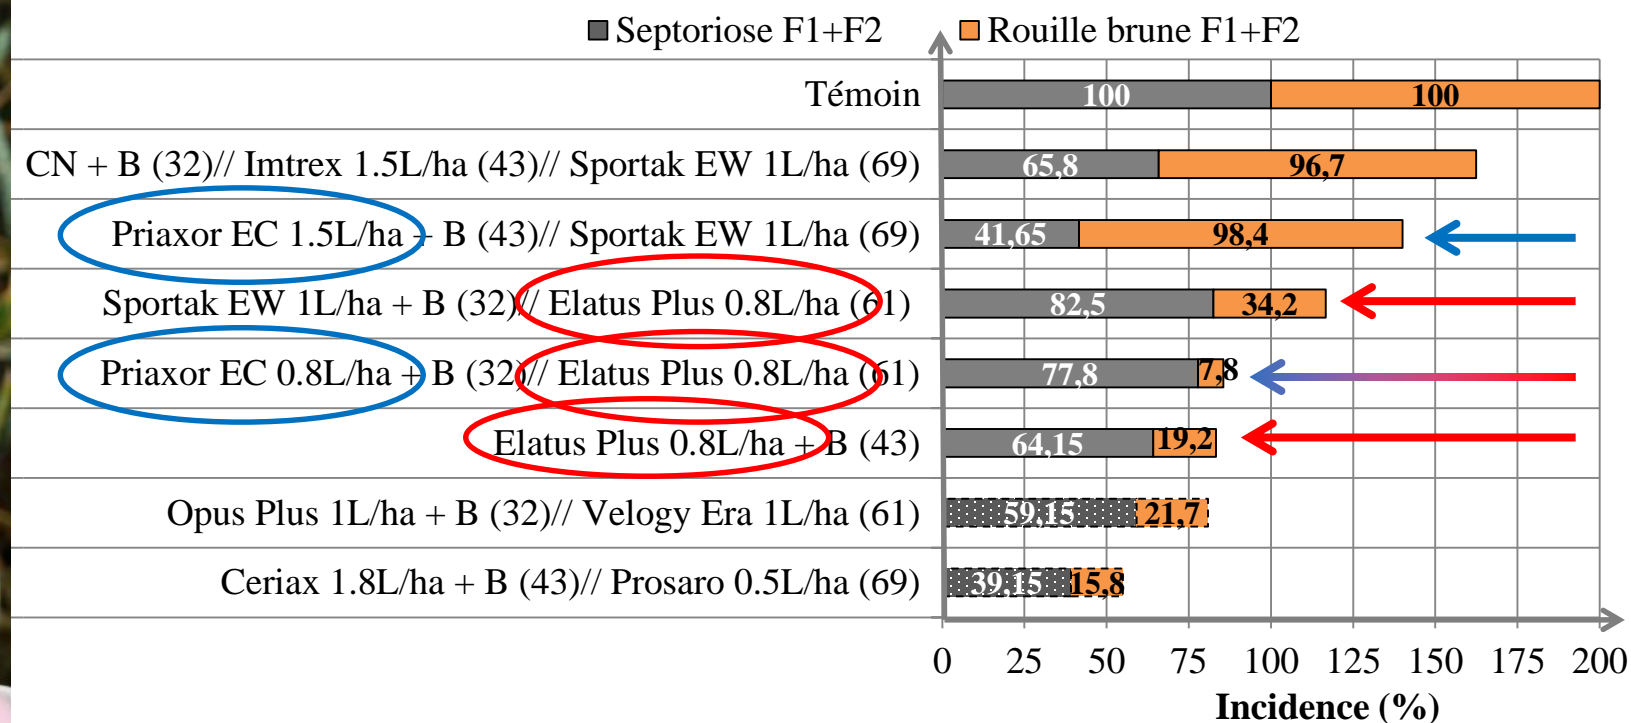 Septoriose F1+F2 Rouille brune F1+F2
Témoin 100 100
CN + B (32)// Imtrex 1.5L/ha (43)// Sportak EW 1L/ha (69) 65,8 96,7
Priaxor EC 1.5L/ha + B (43)// Sportak EW 1L/ha (69) 41,65 98,4
Sportak EW 1L/ha + B (32)// Elatus Plus 0.8L/ha (61) 82,5 34,2
Priaxor EC 0.8L/ha + B (32)// Elatus Plus 0.8L/ha (61) 77,8 7,8
Elatus Plus 0.8L/ha + B (43) 64,15 19,2
Opus Plus 1L/ha + B (32)// Velogy Era 1L/ha (61) 59,15 21,7
Ceriax 1.8L/ha + B (43)// Prosaro 0.5L/ha (69) 39,15 15,8
0 25 50 75 100 125 150 175 200
Incidence (%)